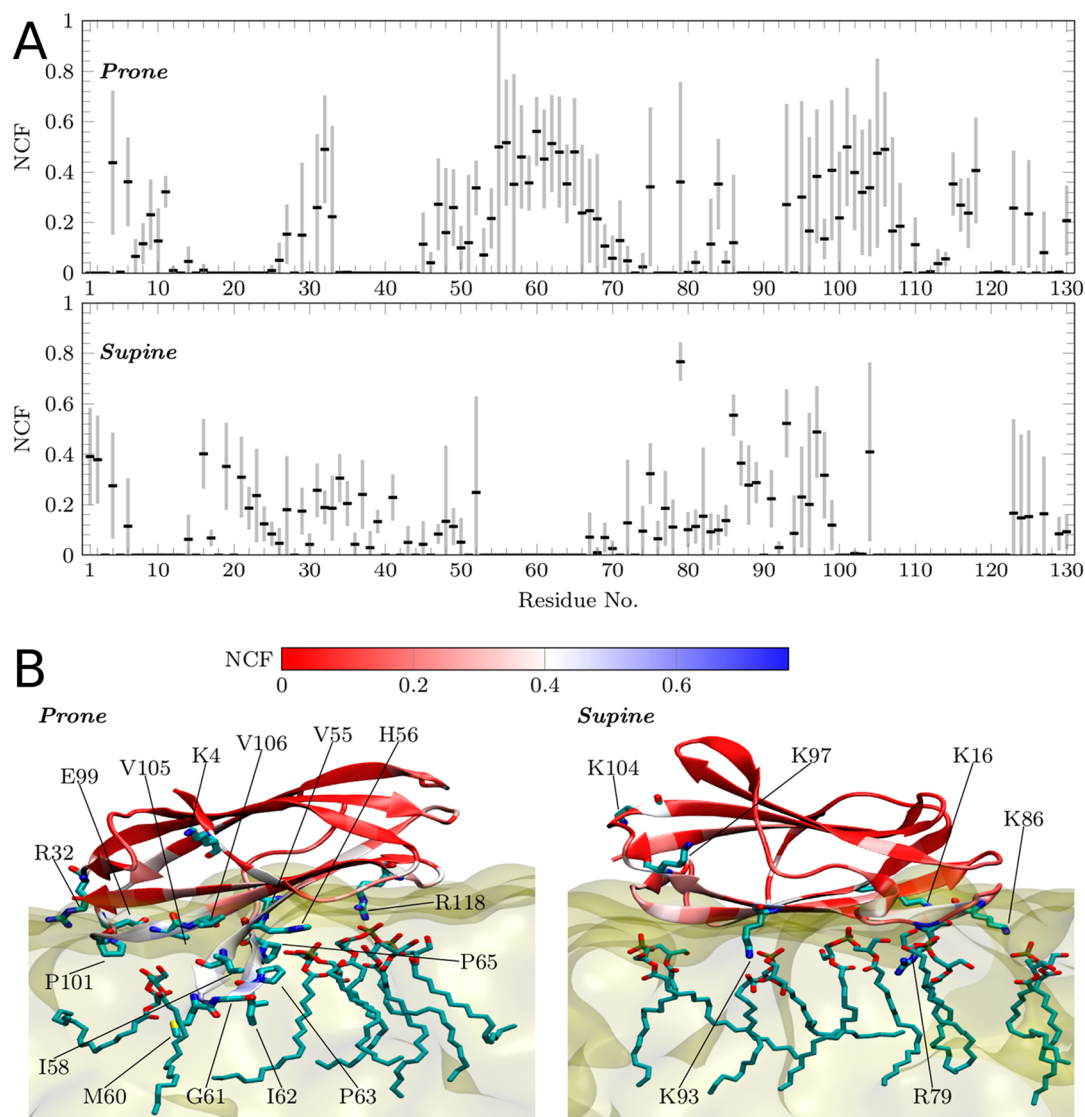 A
Prone
NCF
1
0.8
0.6
0.4
0.2
0
1 10 20 30 40 50 60 70 80 90 100 110 120 130
Supine
NCF
1
0.8
0.6
0.4
0.2
0
1 10 20 30 40 50 60 70 80 90 100 110 120 130
Residue No.
B
NCF
0 0.2 0.4 0.6
Prone
V106 V55 H56
V105 K4
E99
R32
R118
P65
P101
I58
M60 G61 I62 P63
Supine
K104 K97 K16
K86
K93 R79